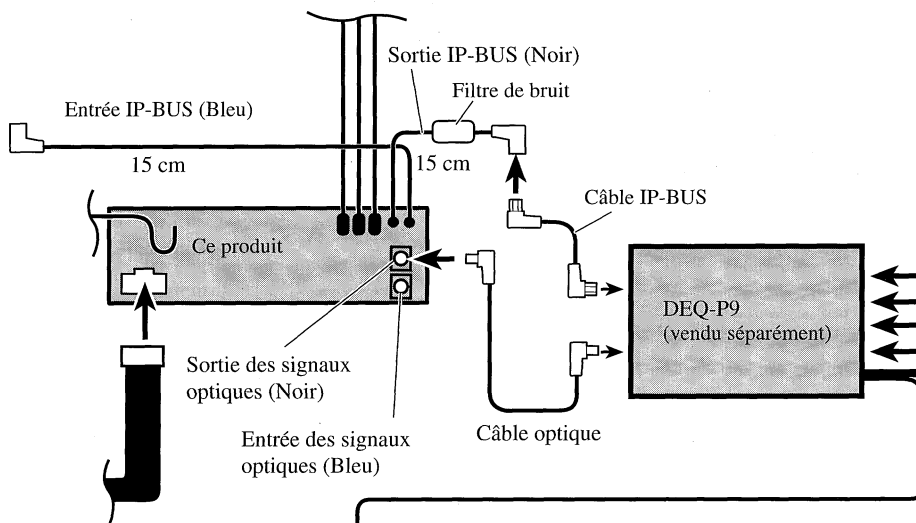 Sortie IP-BUS (Noir)
Filtre de bruit
Entrée IP-BUS (Bleu)
15 cm
15 cm
Câble IP-BUS
Ce produit
DEQ-P9
(vendu séparément)
Sortie des signaux
optiques (Noir)
Entrée des signaux
optiques (Bleu)
Câble optique